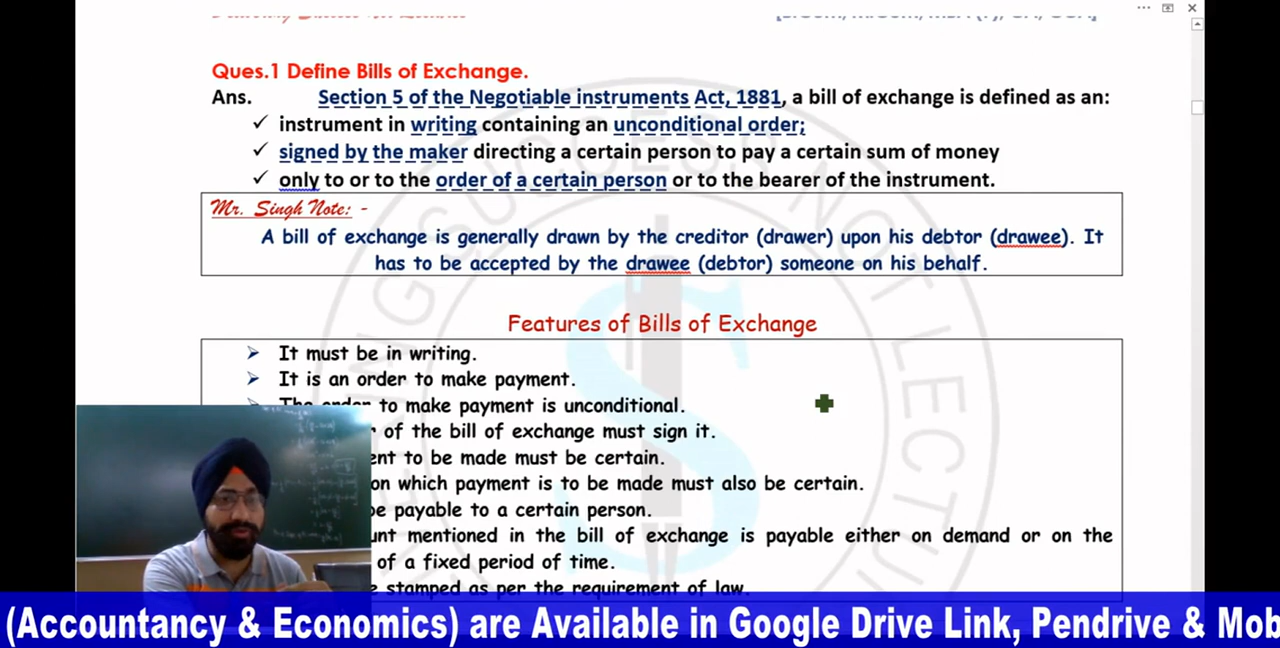 Ques.1 Define Bills of Exchange.
Ans. Section 5 of the Negotiable instruments Act, 1881, a bill of exchange is defined as an:
✓ instrument in writing containing an unconditional order;
✓ signed by the maker directing a certain person to pay a certain sum of money
✓ only to or to the order of a certain person or to the bearer of the instrument.
Mr. Singh Note: -
A bill of exchange is generally drawn by the creditor (drawer) upon his debtor (drawee). It
has to be accepted by the drawee (debtor) someone on his behalf.
Features of Bills of Exchange
➢ It must be in writing.
➢ It is an order to make payment.
➢ The order to make payment is unconditional.
of the bill of exchange must sign it.
to be made must be certain.
on which payment is to be made must also be certain.
be payable to a certain person.
mentioned in the bill of exchange is payable either on demand or on the
of a fixed period of time.
stamped as per the requirement of law.
(Accountancy & Economics) are Available in Google Drive Link, Pendrive & Mob